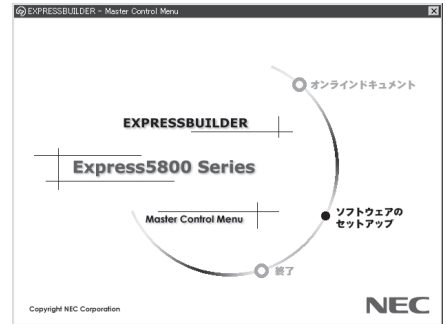 EXPRESSBUILDER - Master Control Menu
オンラインドキュメント
EXPRESSBUILDER
Express5800 Series
Master Control Menu
ソフトウェアの
セットアップ
終了
Copyright NEC Corporation
NEC